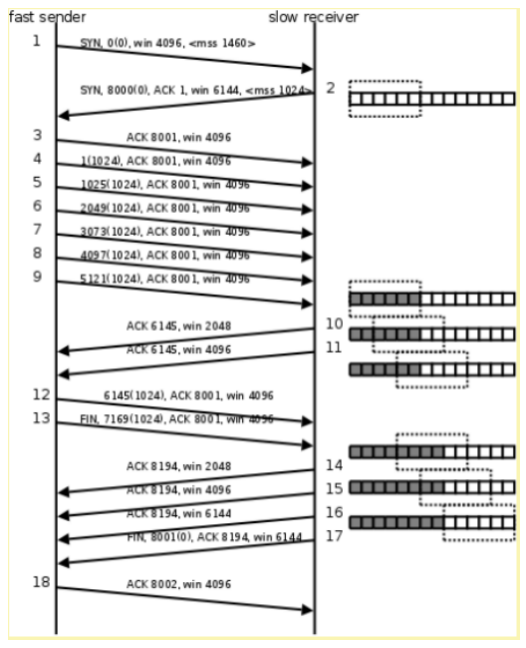 fast sender slow receiver
1 SYN, 0(0), win 4096, <mss 1460>
SYN, 8000(0), ACK 1, win 6144, <mss 1024> 2
3 ACK 8001, win 4096
4 1(1024), ACK 8001, win 4096
5 1025(1024), ACK 8001, win 4096
6 2049(1024), ACK 8001, win 4096
7 3073(1024), ACK 8001, win 4096
8 4097(1024), ACK 8001, win 4096
9 5121(1024), ACK 8001, win 4096
ACK 6145, win 2048 10
ACK 6145, win 4096 11
12 6145(1024), ACK 8001, win 4096
13 FIN, 7169(1024), ACK 8001, win 4096
ACK 8194, win 2048 14
ACK 8194, win 4096 15
ACK 8194, win 6144 16
FIN, 8001(0), ACK 8194, win 6144 17
18 ACK 8002, win 4096